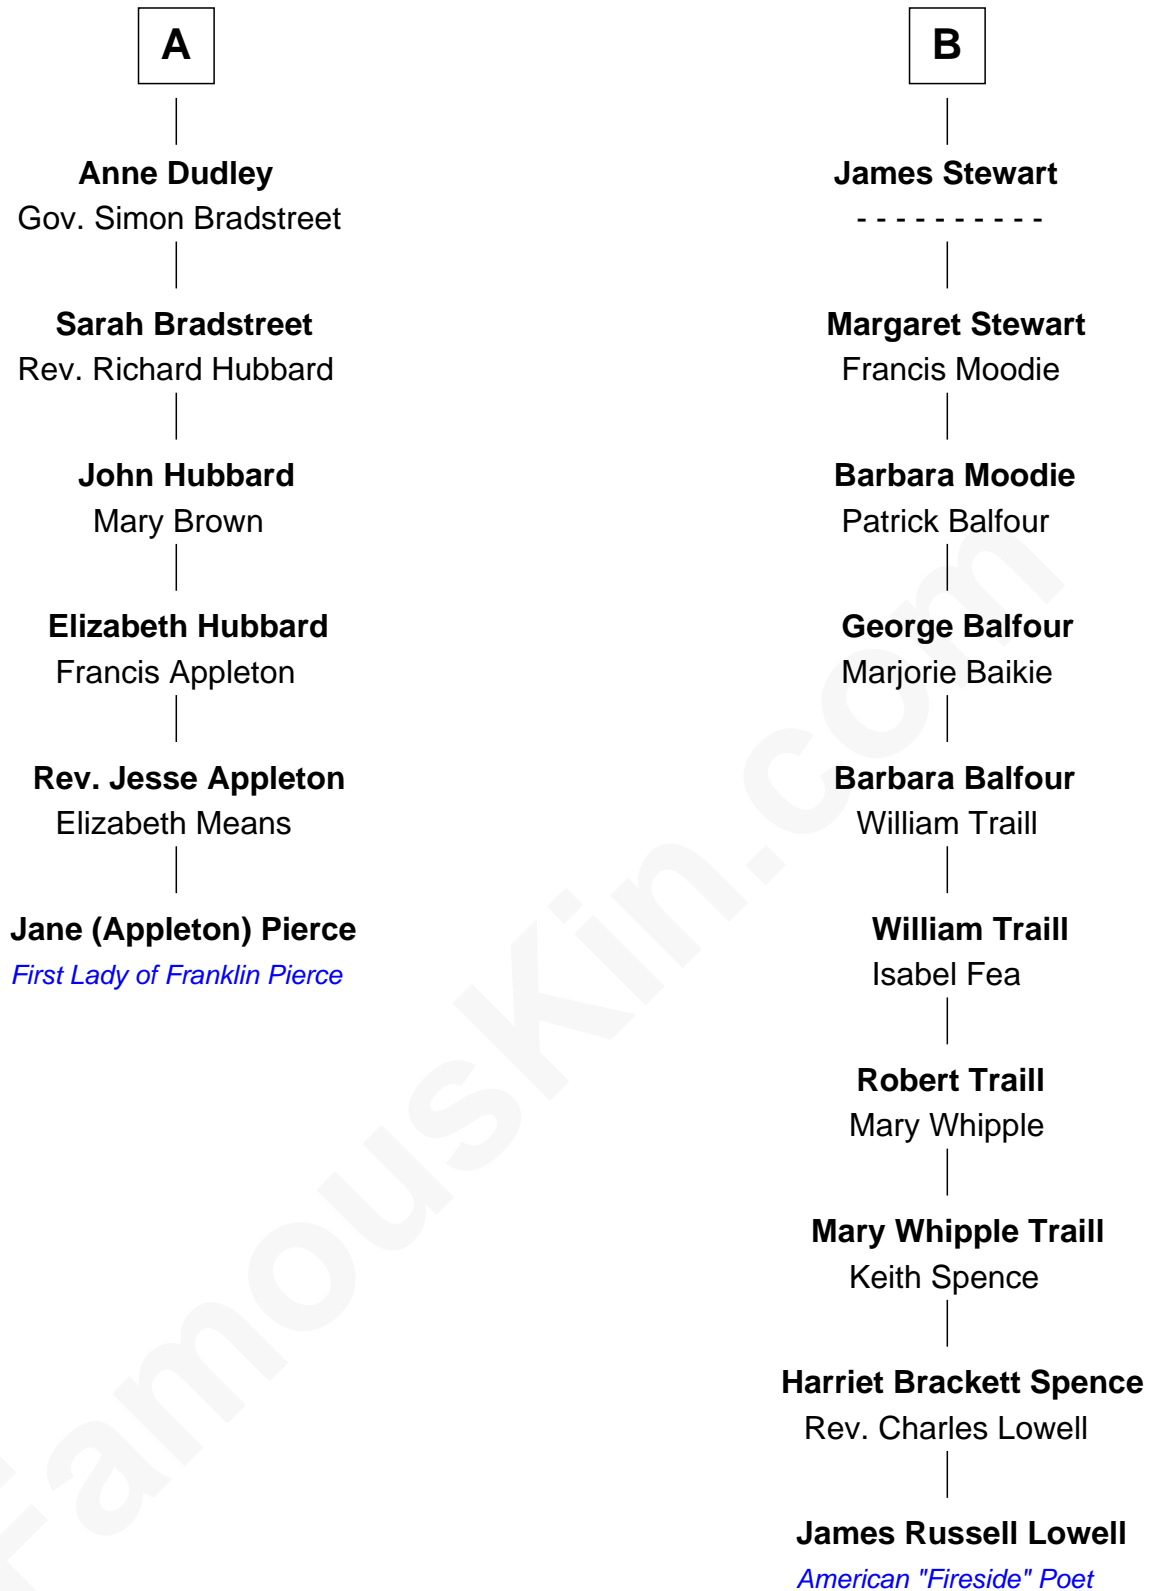 A
Anne Dudley
Gov. Simon Bradstreet
Sarah Bradstreet
Rev. Richard Hubbard
John Hubbard
Mary Brown
Elizabeth Hubbard
Francis Appleton
Rev. Jesse Appleton
Elizabeth Means
Jane (Appleton) Pierce
First Lady of Franklin Pierce
B
James Stewart
- - - - - - - - - -
Margaret Stewart
Francis Moodie
Barbara Moodie
Patrick Balfour
George Balfour
Marjorie Baikie
Barbara Balfour
William Traill
William Traill
Isabel Fea
Robert Traill
Mary Whipple
Mary Whipple Traill
Keith Spence
Harriet Brackett Spence
Rev. Charles Lowell
James Russell Lowell
American "Fireside" Poet
FamousKin.com